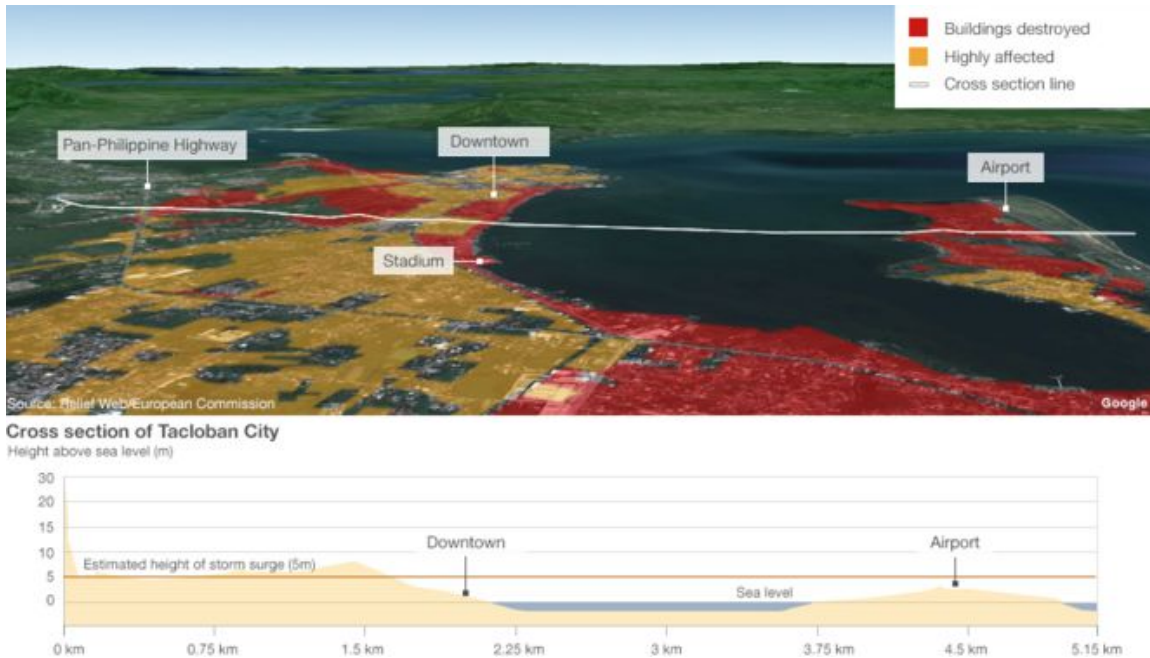 Buildings destroyed
Highly affected
Cross section line
Pan-Philippine Highway
Downtown
Airport
Stadium
Source: Relief Web/European Commission
Google
Cross section of Tacloban City
Height above sea level (m)
30
20
15
10
5
0
Estimated height of storm surge (5m)
Downtown
Airport
Sea level
0 km 0.75 km 1.5 km 2.25 km 3 km 3.75 km 4.5 km 5.15 km